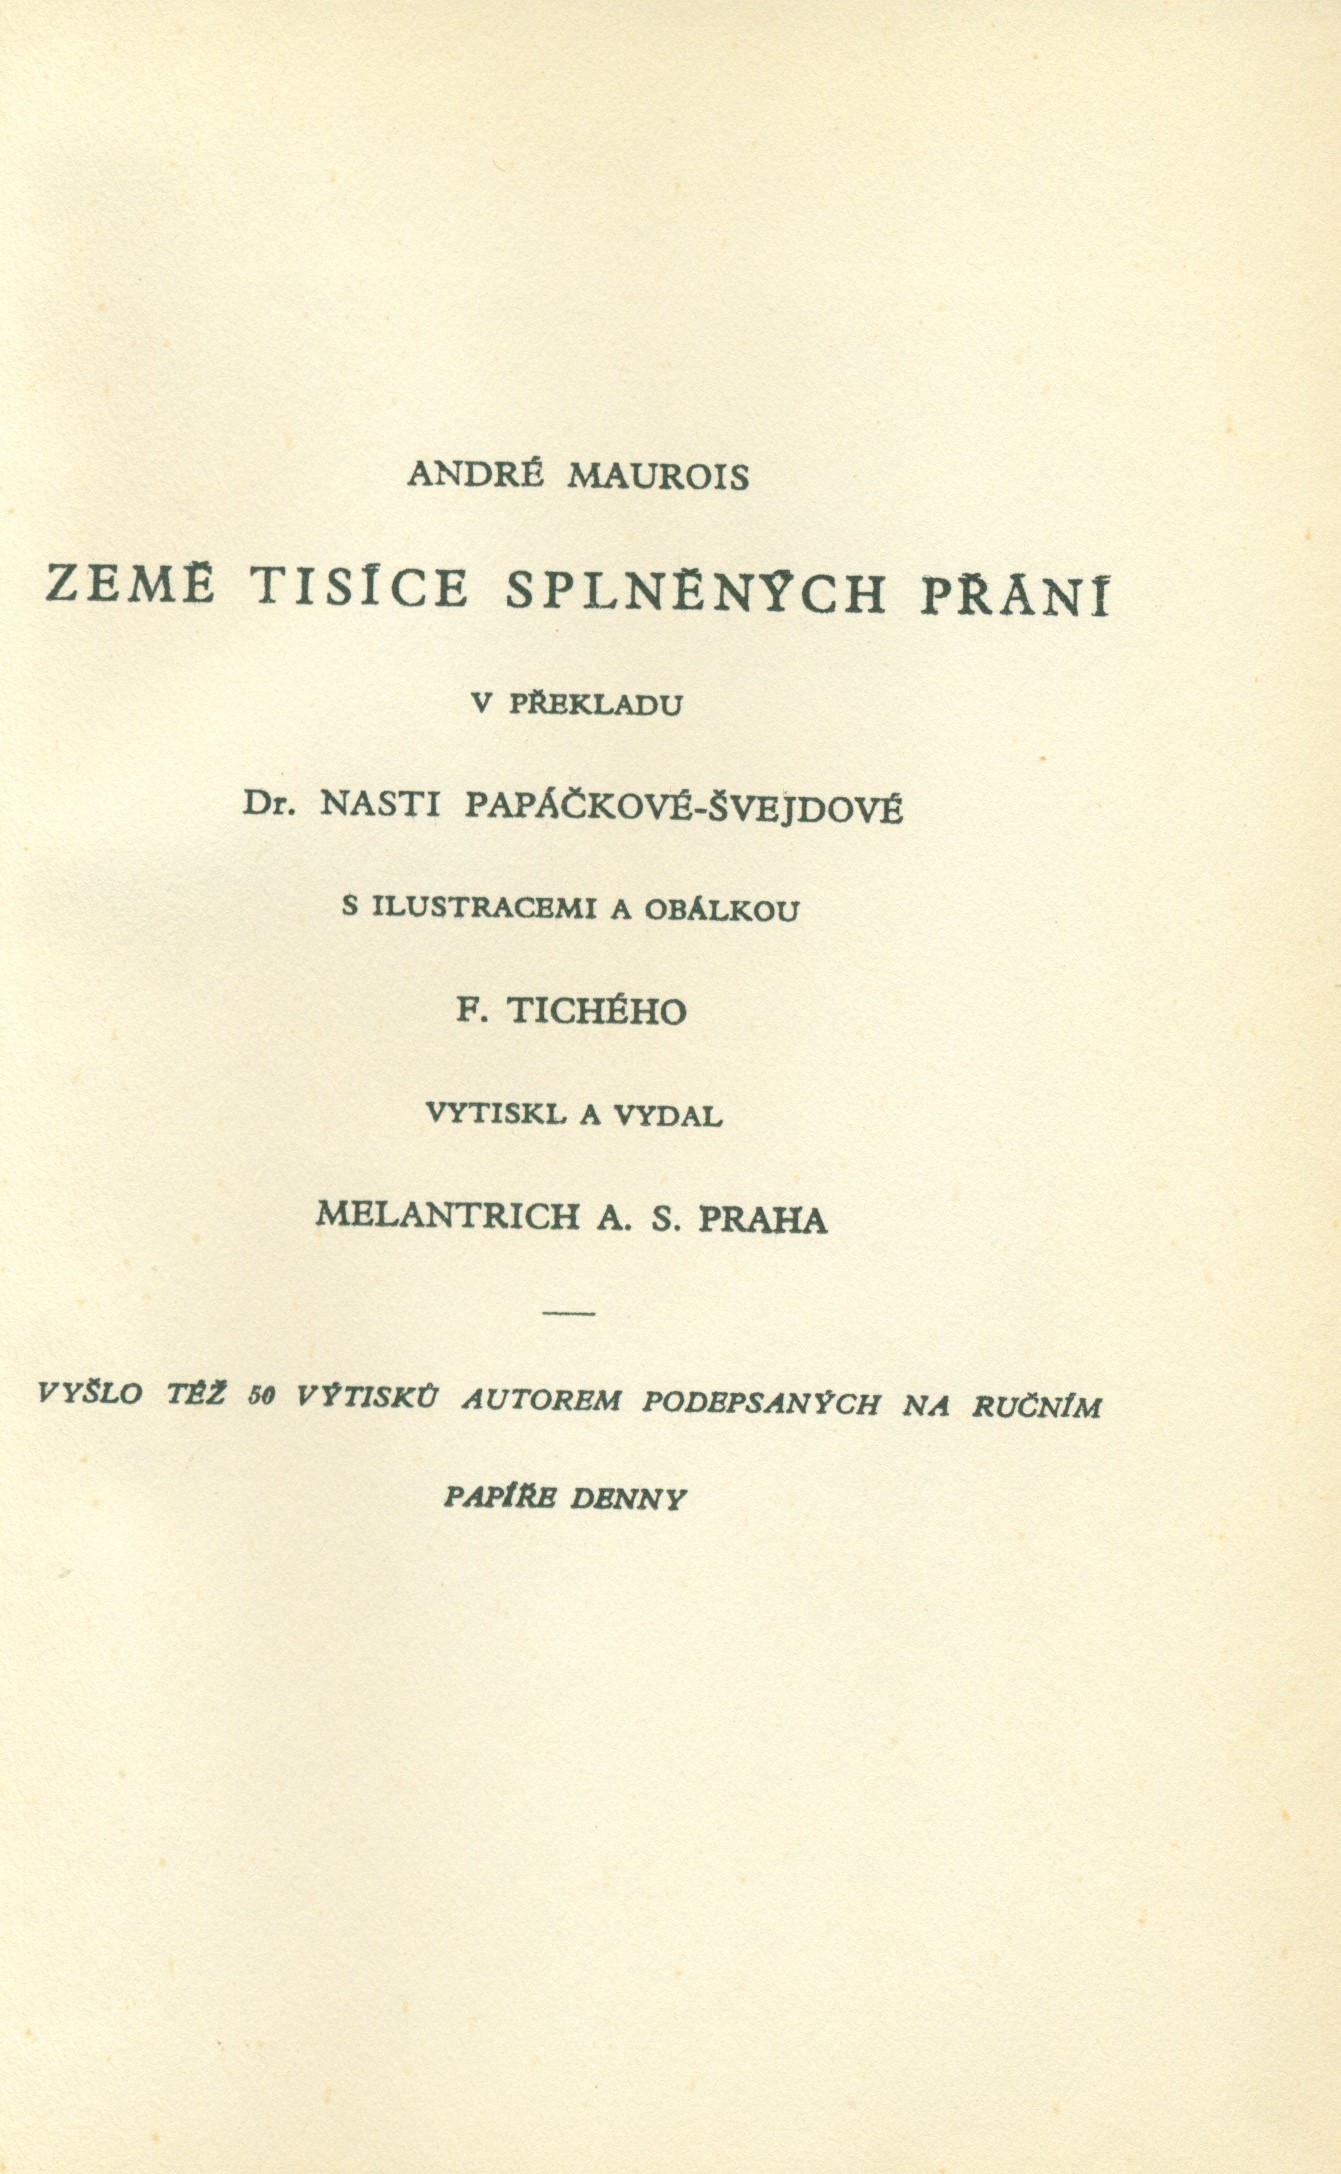 ANDRÉ MAUROIS
ZEMĚ TISÍCE SPLNĚNÝCH PŘÁNÍ
V PŘEKLADU
Dr. NASTI PAPÁČKOVÉ-ŠVEJDOVÉ
S ILUSTRACEMI A OBÁLKOU
F. TICHÉHO
VYTISKL A VYDAL
MELANTRICH A. S. PRAHA
VYŠLO TÉŽ 50 VÝTISKŮ AUTOREM PODEPSANÝCH NA RUČNÍM
PAPÍŘE DENNY